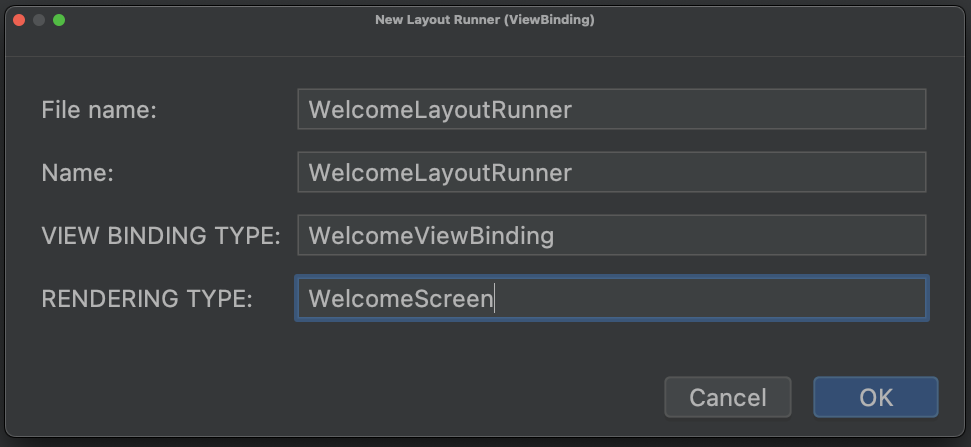 New Layout Runner (ViewBinding)
File name: WelcomeLayoutRunner
Name: WelcomeLayoutRunner
VIEW BINDING TYPE: WelcomeViewBinding
RENDERING TYPE: WelcomeScreen
Cancel OK